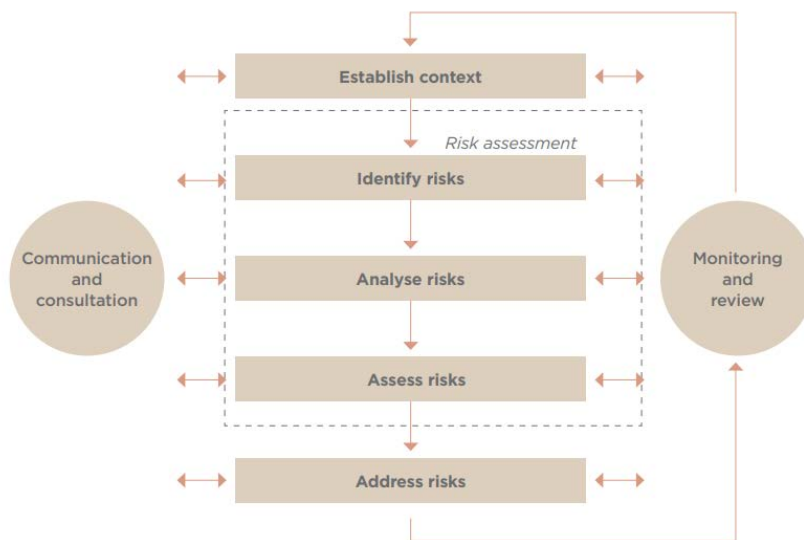 Establish context
Risk assessment
Identify risks
Communication
and
consultation
Analyse risks
Monitoring
and
review
Assess risks
Address risks